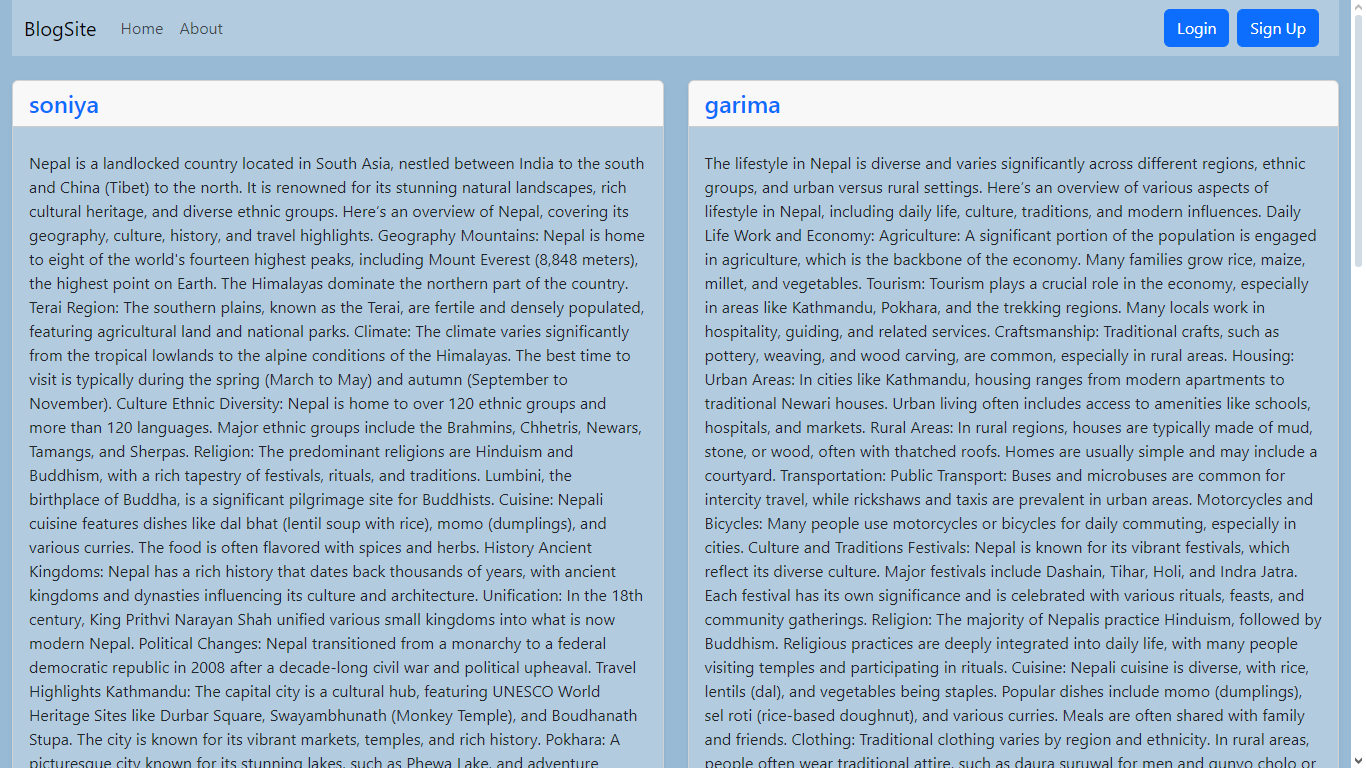 BlogSite Home About Login Sign Up
soniya
Nepal is a landlocked country located in South Asia, nestled between India to the south
and China (Tibet) to the north. It is renowned for its stunning natural landscapes, rich
cultural heritage, and diverse ethnic groups. Here's an overview of Nepal, covering its
geography, culture, history, and travel highlights. Geography Mountains: Nepal is home
to eight of the world's fourteen highest peaks, including Mount Everest (8,848 meters),
the highest point on Earth. The Himalayas dominate the northern part of the country.
Terai Region: The southern plains, known as the Terai, are fertile and densely populated,
featuring agricultural land and national parks. Climate: The climate varies significantly
from the tropical lowlands to the alpine conditions of the Himalayas. The best time to
visit is typically during the spring (March to May) and autumn (September to
November). Culture Ethnic Diversity: Nepal is home to over 120 ethnic groups and
more than 120 languages. Major ethnic groups include the Brahmins, Chhetris, Newars,
Tamangs, and Sherpas. Religion: The predominant religions are Hinduism and
Buddhism, with a rich tapestry of festivals, rituals, and traditions. Lumbini, the
birthplace of Buddha, is a significant pilgrimage site for Buddhists. Cuisine: Nepali
cuisine features dishes like dal bhat (lentil soup with rice), momo (dumplings), and
various curries. The food is often flavored with spices and herbs. History Ancient
Kingdoms: Nepal has a rich history that dates back thousands of years, with ancient
kingdoms and dynasties influencing its culture and architecture. Unification: In the 18th
century, King Prithvi Narayan Shah unified various small kingdoms into what is now
modern Nepal. Political Changes: Nepal transitioned from a monarchy to a federal
democratic republic in 2008 after a decade-long civil war and political upheaval. Travel
Highlights Kathmandu: The capital city is a cultural hub, featuring UNESCO World
Heritage Sites like Durbar Square, Swayambhunath (Monkey Temple), and Boudhanath
Stupa. The city is known for its vibrant markets, temples, and rich history. Pokhara: A
picturesque city known for its stunning lakes, such as Phewa Lake, and adventure
garima
The lifestyle in Nepal is diverse and varies significantly across different regions, ethnic
groups, and urban versus rural settings. Here's an overview of various aspects of
lifestyle in Nepal, including daily life, culture, traditions, and modern influences. Daily
Life Work and Economy: Agriculture: A significant portion of the population is engaged
in agriculture, which is the backbone of the economy. Many families grow rice, maize,
millet, and vegetables. Tourism: Tourism plays a crucial role in the economy, especially
in areas like Kathmandu, Pokhara, and the trekking regions. Many locals work in
hospitality, guiding, and related services. Craftsmanship: Traditional crafts, such as
pottery, weaving, and wood carving, are common, especially in rural areas. Housing:
Urban Areas: In cities like Kathmandu, housing ranges from modern apartments to
traditional Newari houses. Urban living often includes access to amenities like schools,
hospitals, and markets. Rural Areas: In rural regions, houses are typically made of mud,
stone, or wood, often with thatched roofs. Homes are usually simple and may include a
courtyard. Transportation: Public Transport: Buses and microbuses are common for
intercity travel, while rickshaws and taxis are prevalent in urban areas. Motorcycles and
Bicycles: Many people use motorcycles or bicycles for daily commuting, especially in
cities. Culture and Traditions Festivals: Nepal is known for its vibrant festivals, which
reflect its diverse culture. Major festivals include Dashain, Tihar, Holi, and Indra Jatra.
Each festival has its own significance and is celebrated with various rituals, feasts, and
community gatherings. Religion: The majority of Nepalis practice Hinduism, followed by
Buddhism. Religious practices are deeply integrated into daily life, with many people
visiting temples and participating in rituals. Cuisine: Nepali cuisine is diverse, with rice,
lentils (dal), and vegetables being staples. Popular dishes include momo (dumplings),
sel roti (rice-based doughnut), and various curries. Meals are often shared with family
and friends. Clothing: Traditional clothing varies by region and ethnicity. In rural areas,
people often wear traditional attire, such as daura suruwal for men and gunyo cholo or